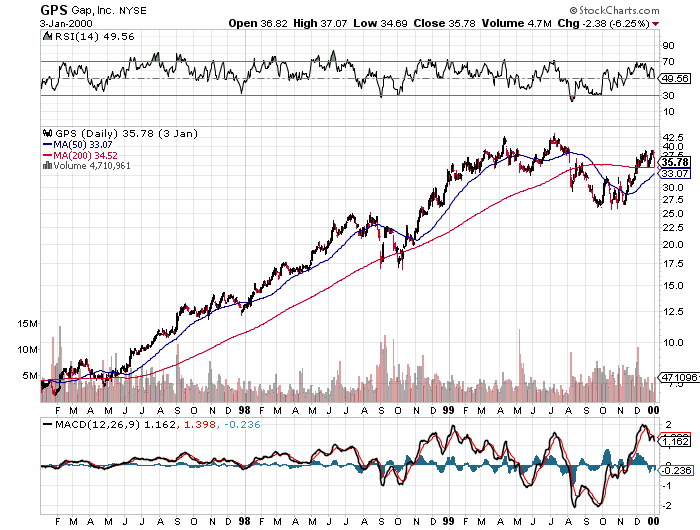 GPS Gap, Inc. NYSE
© StockCharts.com
3-Jan-2000
Open 36.82 High 37.07 Low 34.69 Close 35.78 Volume 4.7M Chg -2.38 (-6.25%)
RSI(14) 49.56
90
70
49.56
30
10
GPS (Daily) 35.78 (3 Jan)
MA(50) 33.07
MA(200) 34.52
Volume 4,710,961
42.5
40.0
35.78
33.07
30.0
27.5
25.0
22.5
20.0
17.5
15.0
12.5
10.0
15M
10M
5M
471096
F M A M J J A S O N D 98 F M A M J J A S O N D 99 F M A M J J A S O N D 00
MACD(12,26,9) 1.162, 1.398, -0.236
2
1.162
-0.236
-1
-2
F M A M J J A S O N D 98 F M A M J J A S O N D 99 F M A M J J A S O N D 00